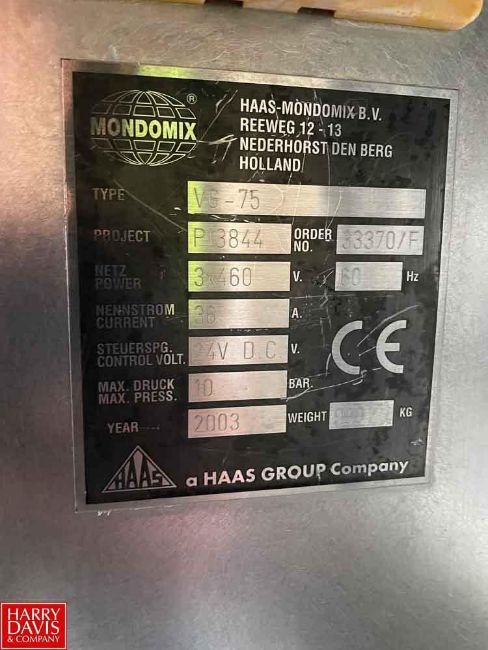 MONDOMIX ®
HAAS-MONDOMIX B.V.
REEWEG 12 - 13
NEDERHORST DEN BERG
HOLLAND
TYPE VG-75
PROJECT P13844 ORDER NO. 33370/F
NETZ POWER 3x460 V. 60 Hz
NENNSTROM CURRENT 36 A.
STEUERSPG. CONTROL VOLT. 24V D.C. V.
MAX. DRUCK MAX. PRESS. 10 BAR.
YEAR 2003 WEIGHT KG
CE
HAAS a HAAS GROUP Company
HARRY
DAVIS
& COMPANY